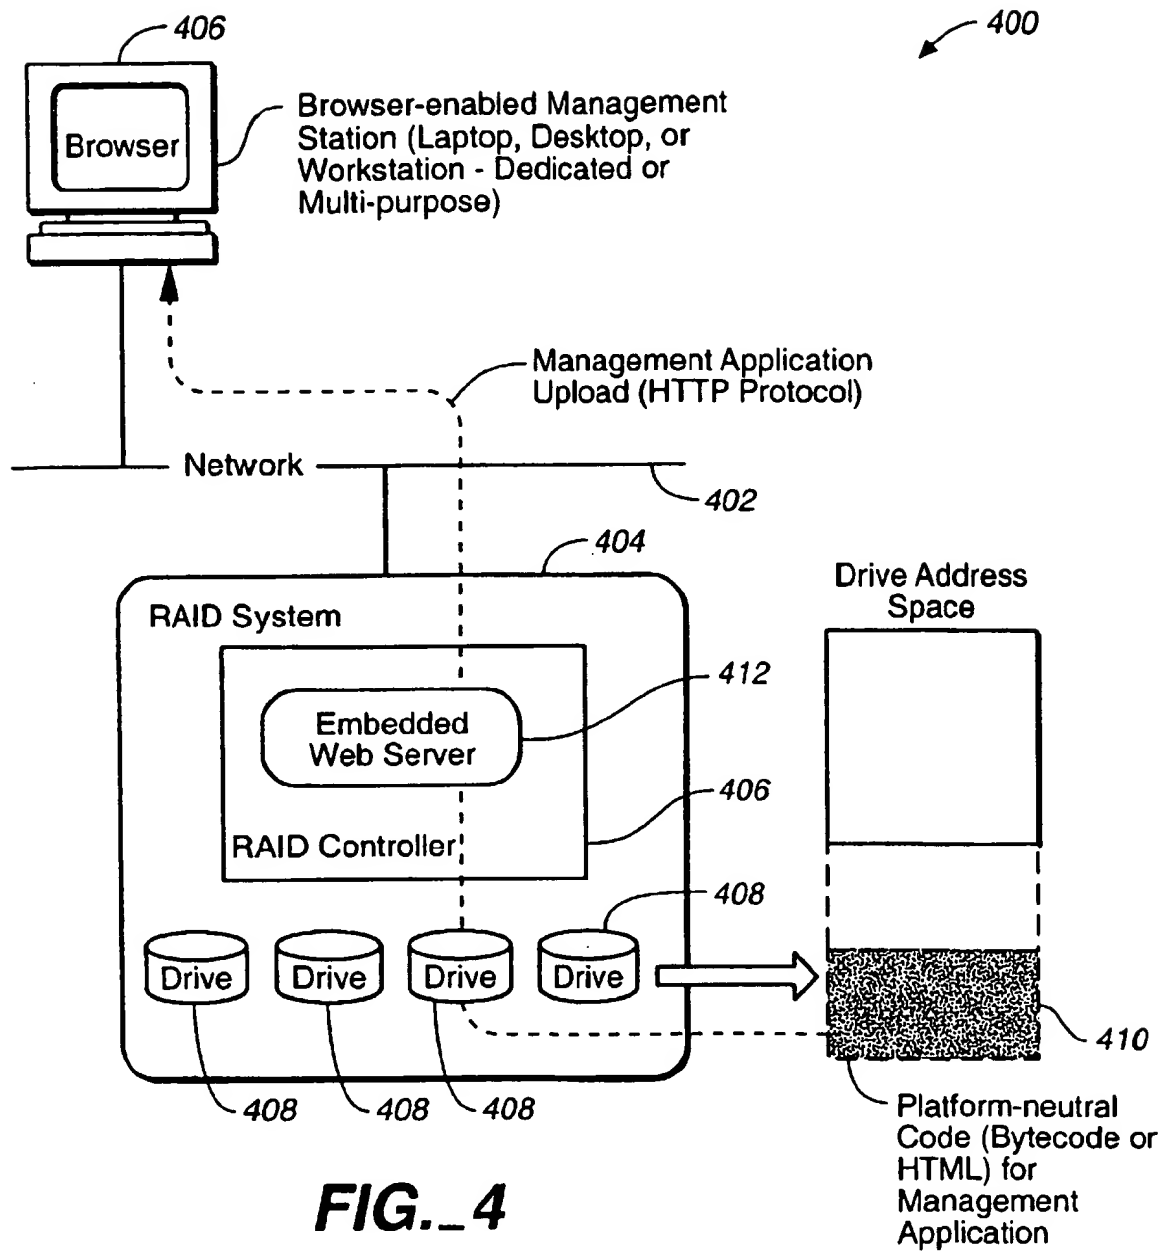 406
400
Browser
Browser-enabled Management
Station (Laptop, Desktop, or
Workstation - Dedicated or
Multi-purpose)
Management Application
Upload (HTTP Protocol)
Network
402
404
RAID System
Drive Address
Space
412
Embedded
Web Server
406
RAID Controller
408
Drive
Drive
Drive
Drive
410
408
408
408
Platform-neutral
Code (Bytecode or
HTML) for
Management
Application
FIG._4